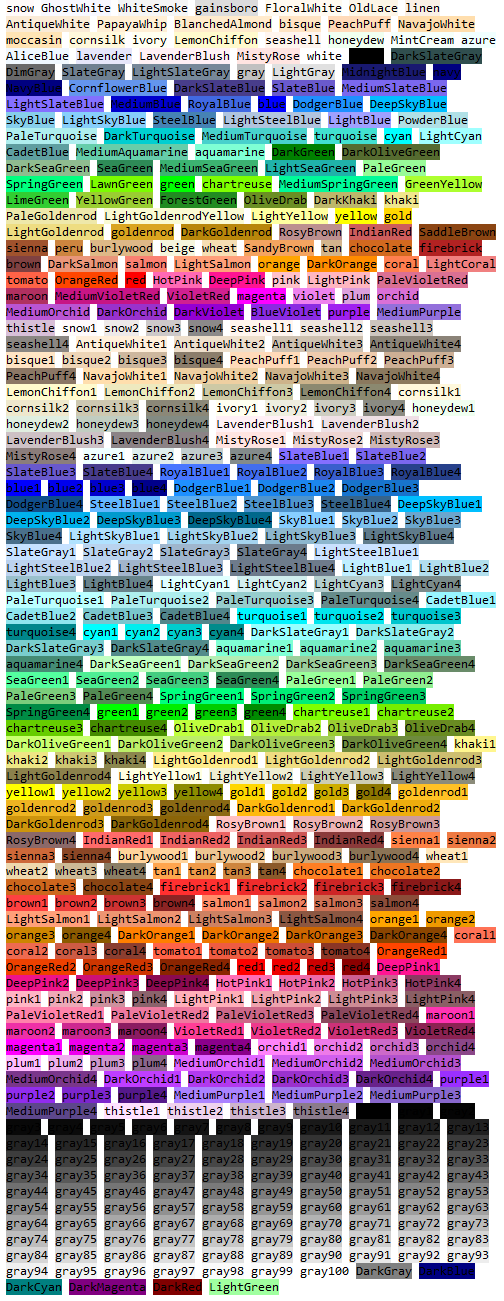 snow GhostWhite WhiteSmoke gainsboro FloralWhite OldLace linen
AntiqueWhite PapayaWhip BlanchedAlmond bisque PeachPuff NavajoWhite
moccasin cornsilk ivory LemonChiffon seashell honeydew MintCream azure
AliceBlue lavender LavenderBlush MistyRose white DarkSlateGray
DimGray SlateGray LightSlateGray gray LightGray MidnightBlue navy
NavyBlue CornflowerBlue DarkSlateBlue SlateBlue MediumSlateBlue
LightSlateBlue MediumBlue RoyalBlue blue DodgerBlue DeepSkyBlue
SkyBlue LightSkyBlue SteelBlue LightSteelBlue LightBlue PowderBlue
PaleTurquoise DarkTurquoise MediumTurquoise turquoise cyan LightCyan
CadetBlue MediumAquamarine aquamarine DarkGreen DarkOliveGreen
DarkSeaGreen SeaGreen MediumSeaGreen LightSeaGreen PaleGreen
SpringGreen LawnGreen green chartreuse MediumSpringGreen GreenYellow
LimeGreen YellowGreen ForestGreen OliveDrab DarkKhaki khaki
PaleGoldenrod LightGoldenrodYellow LightYellow yellow gold
LightGoldenrod goldenrod DarkGoldenrod RosyBrown IndianRed SaddleBrown
sienna peru burlywood beige wheat SandyBrown tan chocolate firebrick
brown DarkSalmon salmon LightSalmon orange DarkOrange coral LightCoral
tomato OrangeRed red HotPink DeepPink pink LightPink PaleVioletRed
maroon MediumVioletRed VioletRed magenta violet plum orchid
MediumOrchid DarkOrchid DarkViolet BlueViolet purple MediumPurple
thistle snow1 snow2 snow3 snow4 seashell1 seashell2 seashell3
seashell4 AntiqueWhite1 AntiqueWhite2 AntiqueWhite3 AntiqueWhite4
bisque1 bisque2 bisque3 bisque4 PeachPuff1 PeachPuff2 PeachPuff3
PeachPuff4 NavajoWhite1 NavajoWhite2 NavajoWhite3 NavajoWhite4
LemonChiffon1 LemonChiffon2 LemonChiffon3 LemonChiffon4 cornsilk1
cornsilk2 cornsilk3 cornsilk4 ivory1 ivory2 ivory3 ivory4 honeydew1
honeydew2 honeydew3 honeydew4 LavenderBlush1 LavenderBlush2
LavenderBlush3 LavenderBlush4 MistyRose1 MistyRose2 MistyRose3
MistyRose4 azure1 azure2 azure3 azure4 SlateBlue1 SlateBlue2
SlateBlue3 SlateBlue4 RoyalBlue1 RoyalBlue2 RoyalBlue3 RoyalBlue4
blue1 blue2 blue3 blue4 DodgerBlue1 DodgerBlue2 DodgerBlue3
DodgerBlue4 SteelBlue1 SteelBlue2 SteelBlue3 SteelBlue4 DeepSkyBlue1
DeepSkyBlue2 DeepSkyBlue3 DeepSkyBlue4 SkyBlue1 SkyBlue2 SkyBlue3
SkyBlue4 LightSkyBlue1 LightSkyBlue2 LightSkyBlue3 LightSkyBlue4
SlateGray1 SlateGray2 SlateGray3 SlateGray4 LightSteelBlue1
LightSteelBlue2 LightSteelBlue3 LightSteelBlue4 LightBlue1 LightBlue2
LightBlue3 LightBlue4 LightCyan1 LightCyan2 LightCyan3 LightCyan4
PaleTurquoise1 PaleTurquoise2 PaleTurquoise3 PaleTurquoise4 CadetBlue1
CadetBlue2 CadetBlue3 CadetBlue4 turquoise1 turquoise2 turquoise3
turquoise4 cyan1 cyan2 cyan3 cyan4 DarkSlateGray1 DarkSlateGray2
DarkSlateGray3 DarkSlateGray4 aquamarine1 aquamarine2 aquamarine3
aquamarine4 DarkSeaGreen1 DarkSeaGreen2 DarkSeaGreen3 DarkSeaGreen4
SeaGreen1 SeaGreen2 SeaGreen3 SeaGreen4 PaleGreen1 PaleGreen2
PaleGreen3 PaleGreen4 SpringGreen1 SpringGreen2 SpringGreen3
SpringGreen4 green1 green2 green3 green4 chartreuse1 chartreuse2
chartreuse3 chartreuse4 OliveDrab1 OliveDrab2 OliveDrab3 OliveDrab4
DarkOliveGreen1 DarkOliveGreen2 DarkOliveGreen3 DarkOliveGreen4 khaki1
khaki2 khaki3 khaki4 LightGoldenrod1 LightGoldenrod2 LightGoldenrod3
LightGoldenrod4 LightYellow1 LightYellow2 LightYellow3 LightYellow4
yellow1 yellow2 yellow3 yellow4 gold1 gold2 gold3 gold4 goldenrod1
goldenrod2 goldenrod3 goldenrod4 DarkGoldenrod1 DarkGoldenrod2
DarkGoldenrod3 DarkGoldenrod4 RosyBrown1 RosyBrown2 RosyBrown3
RosyBrown4 IndianRed1 IndianRed2 IndianRed3 IndianRed4 sienna1 sienna2
sienna3 sienna4 burlywood1 burlywood2 burlywood3 burlywood4 wheat1
wheat2 wheat3 wheat4 tan1 tan2 tan3 tan4 chocolate1 chocolate2
chocolate3 chocolate4 firebrick1 firebrick2 firebrick3 firebrick4
brown1 brown2 brown3 brown4 salmon1 salmon2 salmon3 salmon4
LightSalmon1 LightSalmon2 LightSalmon3 LightSalmon4 orange1 orange2
orange3 orange4 DarkOrange1 DarkOrange2 DarkOrange3 DarkOrange4 coral1
coral2 coral3 coral4 tomato1 tomato2 tomato3 tomato4 OrangeRed1
OrangeRed2 OrangeRed3 OrangeRed4 red1 red2 red3 red4 DeepPink1
DeepPink2 DeepPink3 DeepPink4 HotPink1 HotPink2 HotPink3 HotPink4
pink1 pink2 pink3 pink4 LightPink1 LightPink2 LightPink3 LightPink4
PaleVioletRed1 PaleVioletRed2 PaleVioletRed3 PaleVioletRed4 maroon1
maroon2 maroon3 maroon4 VioletRed1 VioletRed2 VioletRed3 VioletRed4
magenta1 magenta2 magenta3 magenta4 orchid1 orchid2 orchid3 orchid4
plum1 plum2 plum3 plum4 MediumOrchid1 MediumOrchid2 MediumOrchid3
MediumOrchid4 DarkOrchid1 DarkOrchid2 DarkOrchid3 DarkOrchid4 purple1
purple2 purple3 purple4 MediumPurple1 MediumPurple2 MediumPurple3
MediumPurple4 thistle1 thistle2 thistle3 thistle4
gray5 gray6 gray7 gray8 gray9 gray10 gray11 gray12 gray13
gray14 gray15 gray16 gray17 gray18 gray19 gray20 gray21 gray22 gray23
gray24 gray25 gray26 gray27 gray28 gray29 gray30 gray31 gray32 gray33
gray34 gray35 gray36 gray37 gray38 gray39 gray40 gray41 gray42 gray43
gray44 gray45 gray46 gray47 gray48 gray49 gray50 gray51 gray52 gray53
gray54 gray55 gray56 gray57 gray58 gray59 gray60 gray61 gray62 gray63
gray64 gray65 gray66 gray67 gray68 gray69 gray70 gray71 gray72 gray73
gray74 gray75 gray76 gray77 gray78 gray79 gray80 gray81 gray82 gray83
gray84 gray85 gray86 gray87 gray88 gray89 gray90 gray91 gray92 gray93
gray94 gray95 gray96 gray97 gray98 gray99 gray100 DarkGray DarkBlue
DarkCyan DarkMagenta DarkRed LightGreen